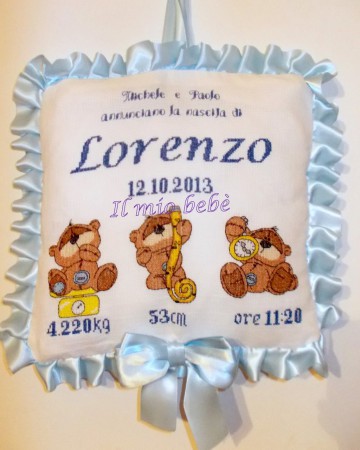 Michele e Paolo
annunciano la nascita di
Lorenzo
12.10.2013
Il mio bebè
4.220kg 53cm ore 11:20